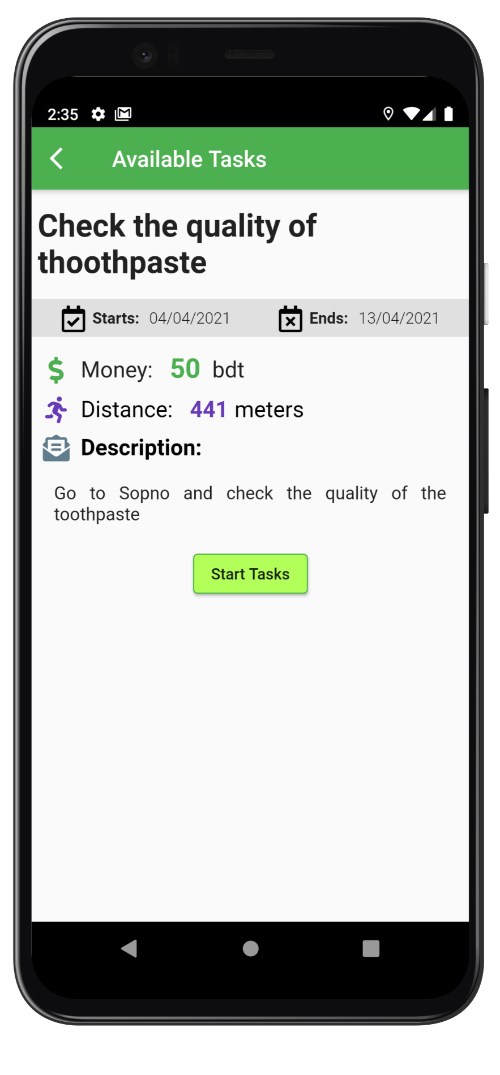 2:35
Available Tasks
Check the quality of
thoothpaste
Starts: 04/04/2021 Ends: 13/04/2021
Money: 50 bdt
Distance: 441 meters
Description:
Go to Sopno and check the quality of the
toothpaste
Start Tasks